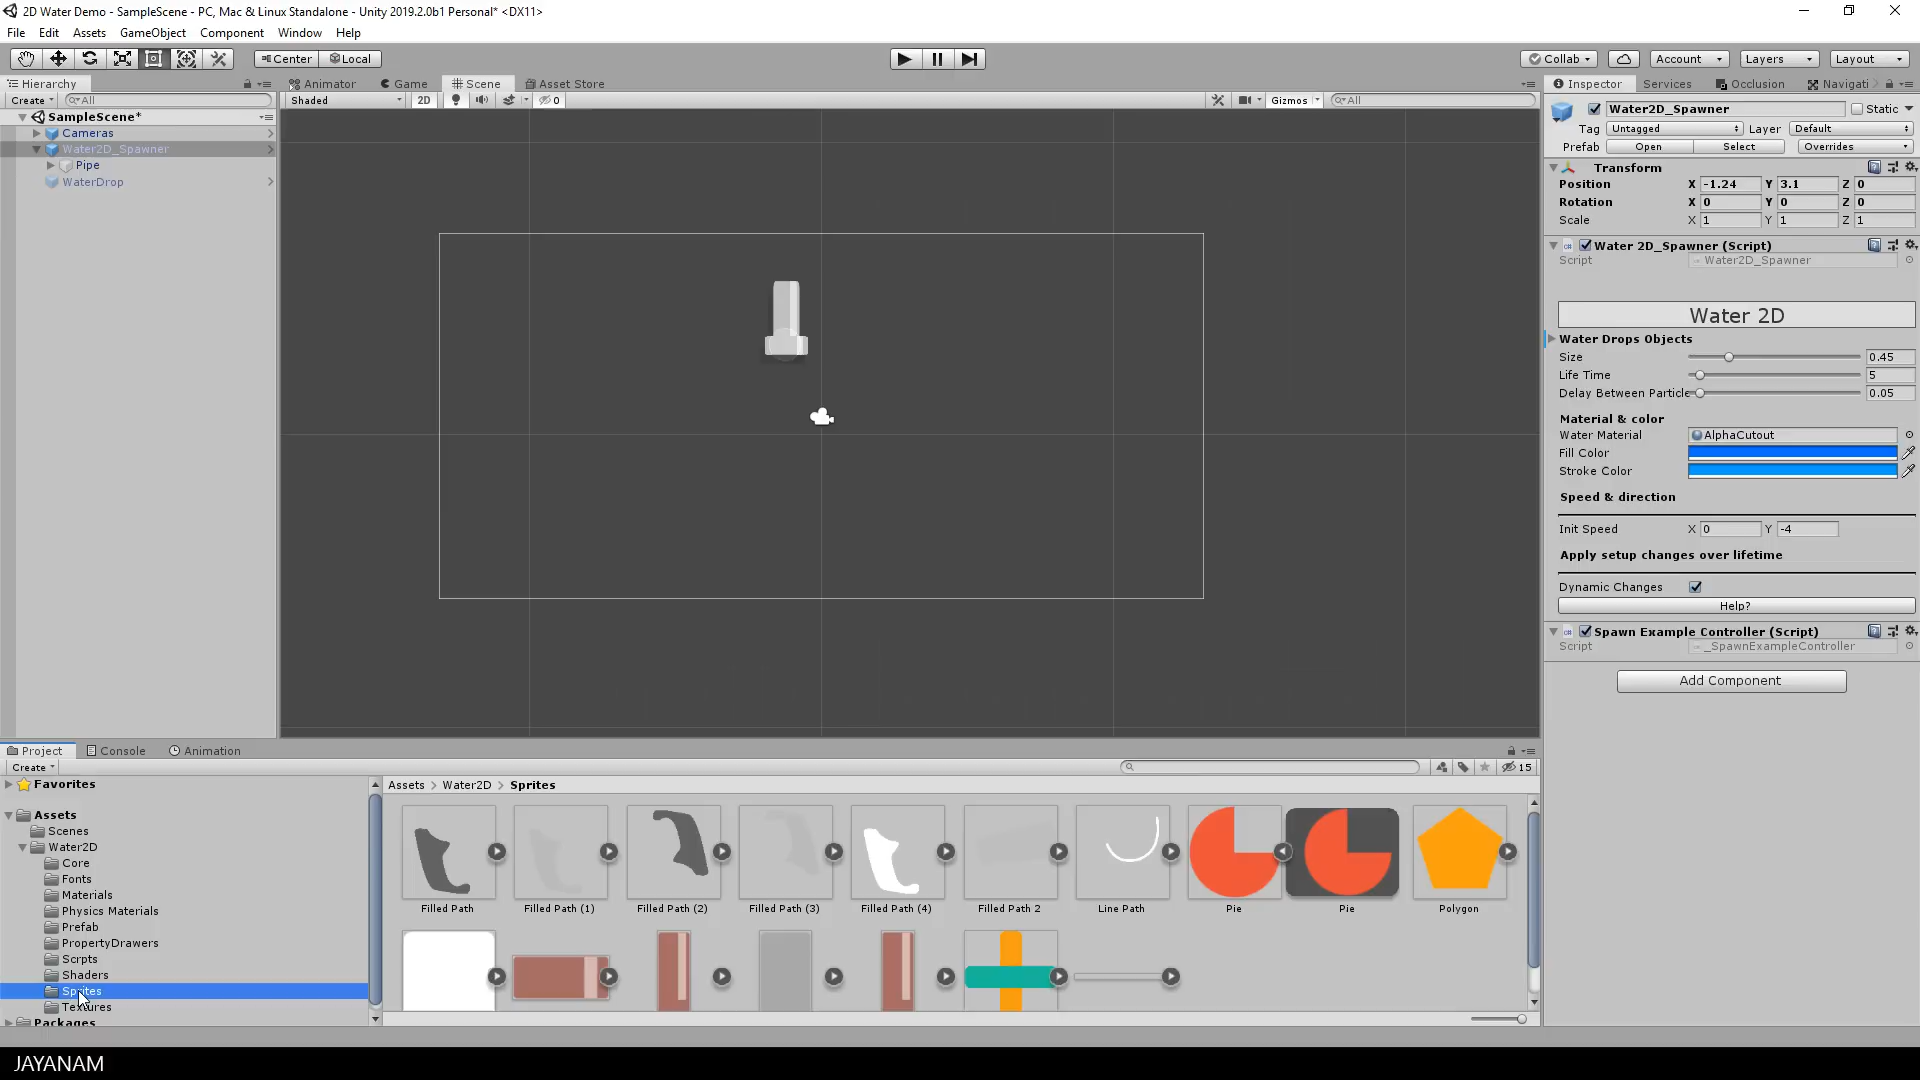 2D Water Demo - SampleScene - PC, Mac & Linux Standalone - Unity 2019.2.0b1 Personal* <DX11>
File Edit Assets GameObject Component Window Help
Center Local Collab Account Layers Layout
Hierarchy Animator Game Scene Asset Store Inspector Services Occlusion Navigati
Create All Shaded 2D 0 Gizmos All
SampleScene*
Cameras
Water2D_Spawner
Pipe
WaterDrop
Water2D_Spawner Static
Tag Untagged Layer Default
Prefab Open Select Overrides
Transform
Position X -1.24 Y 3.1 Z 0
Rotation X 0 Y 0 Z 0
Scale X 1 Y 1 Z 1
Water 2D_Spawner (Script)
Script Water2D_Spawner
Water 2D
Water Drops Objects
Size 0.45
Life Time 5
Delay Between Particle 0.05
Material & color
Water Material AlphaCutout
Fill Color
Stroke Color
Speed & direction
Init Speed X 0 Y -4
Apply setup changes over lifetime
Dynamic Changes
Help?
Spawn Example Controller (Script)
Script _SpawnExampleController
Add Component
Project Console Animation
Create 15
Favorites
Assets
Scenes
Water2D
Core
Fonts
Materials
Physics Materials
Prefab
PropertyDrawers
Scrpts
Shaders
Sprites
Textures
Packages
Assets > Water2D > Sprites
Filled Path Filled Path (1) Filled Path (2) Filled Path (3) Filled Path (4) Filled Path 2 Line Path Pie Pie Polygon
JAYANAM